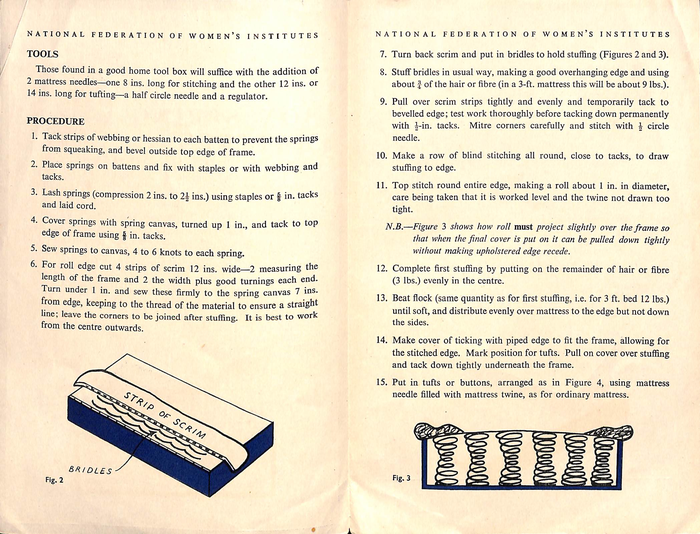 NATIONAL FEDERATION OF WOMEN'S INSTITUTES
TOOLS
Those found in a good home tool box will suffice with the addition of
2 mattress needles—one 8 ins. long for stitching and the other 12 ins. or
14 ins. long for tufting—a half circle needle and a regulator.
PROCEDURE
1. Tack strips of webbing or hessian to each batten to prevent the springs
from squeaking, and bevel outside top edge of frame.
2. Place springs on battens and fix with staples or with webbing and
tacks.
3. Lash springs (compression 2 ins. to 2½ ins.) using staples or ⅝ in. tacks
and laid cord.
4. Cover springs with spring canvas, turned up 1 in., and tack to top
edge of frame using ⅝ in. tacks.
5. Sew springs to canvas, 4 to 6 knots to each spring.
6. For roll edge cut 4 strips of scrim 12 ins. wide—2 measuring the
length of the frame and 2 the width plus good turnings each end.
Turn under 1 in. and sew these firmly to the spring canvas 7 ins.
from edge, keeping to the thread of the material to ensure a straight
line; leave the corners to be joined after stuffing. It is best to work
from the centre outwards.
STRIP OF SCRIM
BRIDLES
Fig. 2
NATIONAL FEDERATION OF WOMEN'S INSTITUTES
7. Turn back scrim and put in bridles to hold stuffing (Figures 2 and 3).
8. Stuff bridles in usual way, making a good overhanging edge and using
about ¾ of the hair or fibre (in a 3-ft. mattress this will be about 9 lbs.).
9. Pull over scrim strips tightly and evenly and temporarily tack to
bevelled edge; test work thoroughly before tacking down permanently
with ½-in. tacks. Mitre corners carefully and stitch with ½ circle
needle.
10. Make a row of blind stitching all round, close to tacks, to draw
stuffing to edge.
11. Top stitch round entire edge, making a roll about 1 in. in diameter,
care being taken that it is worked level and the twine not drawn too
tight.
N.B.—Figure 3 shows how roll must project slightly over the frame so
that when the final cover is put on it can be pulled down tightly
without making upholstered edge recede.
12. Complete first stuffing by putting on the remainder of hair or fibre
(3 lbs.) evenly in the centre.
13. Beat flock (same quantity as for first stuffing, i.e. for 3 ft. bed 12 lbs.)
until soft, and distribute evenly over mattress to the edge but not down
the sides.
14. Make cover of ticking with piped edge to fit the frame, allowing for
the stitched edge. Mark position for tufts. Pull on cover over stuffing
and tack down tightly underneath the frame.
15. Put in tufts or buttons, arranged as in Figure 4, using mattress
needle filled with mattress twine, as for ordinary mattress.
Fig. 3